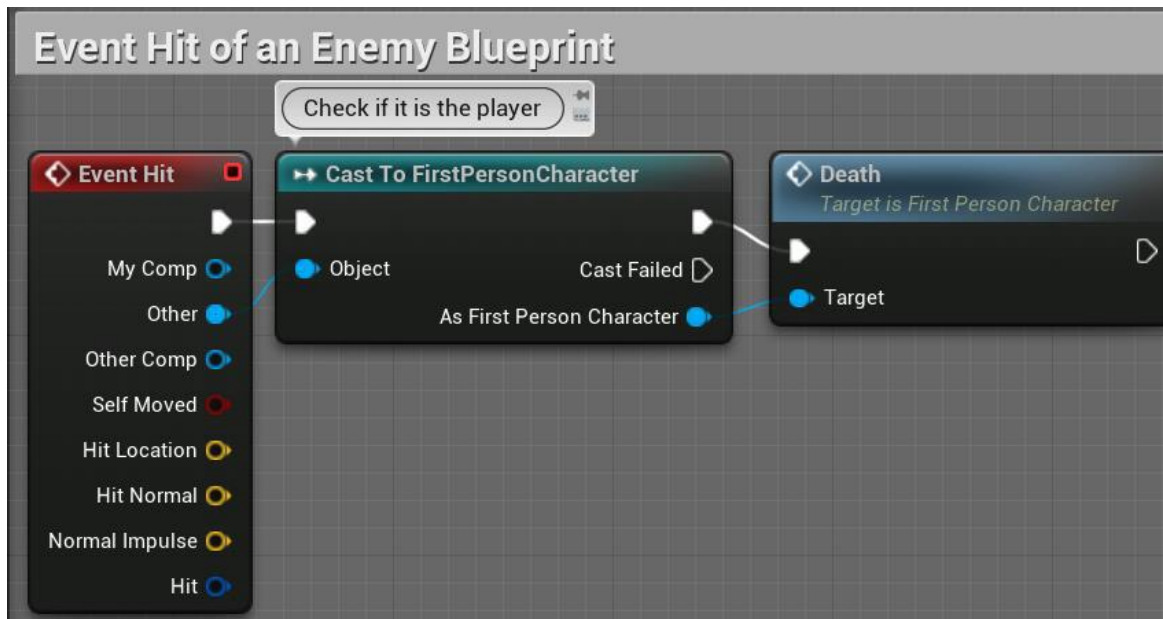 Event Hit of an Enemy Blueprint
Check if it is the player
Event Hit
My Comp
Other
Other Comp
Self Moved
Hit Location
Hit Normal
Normal Impulse
Hit
Cast To FirstPersonCharacter
Object
Cast Failed
As First Person Character
Death
Target is First Person Character
Target